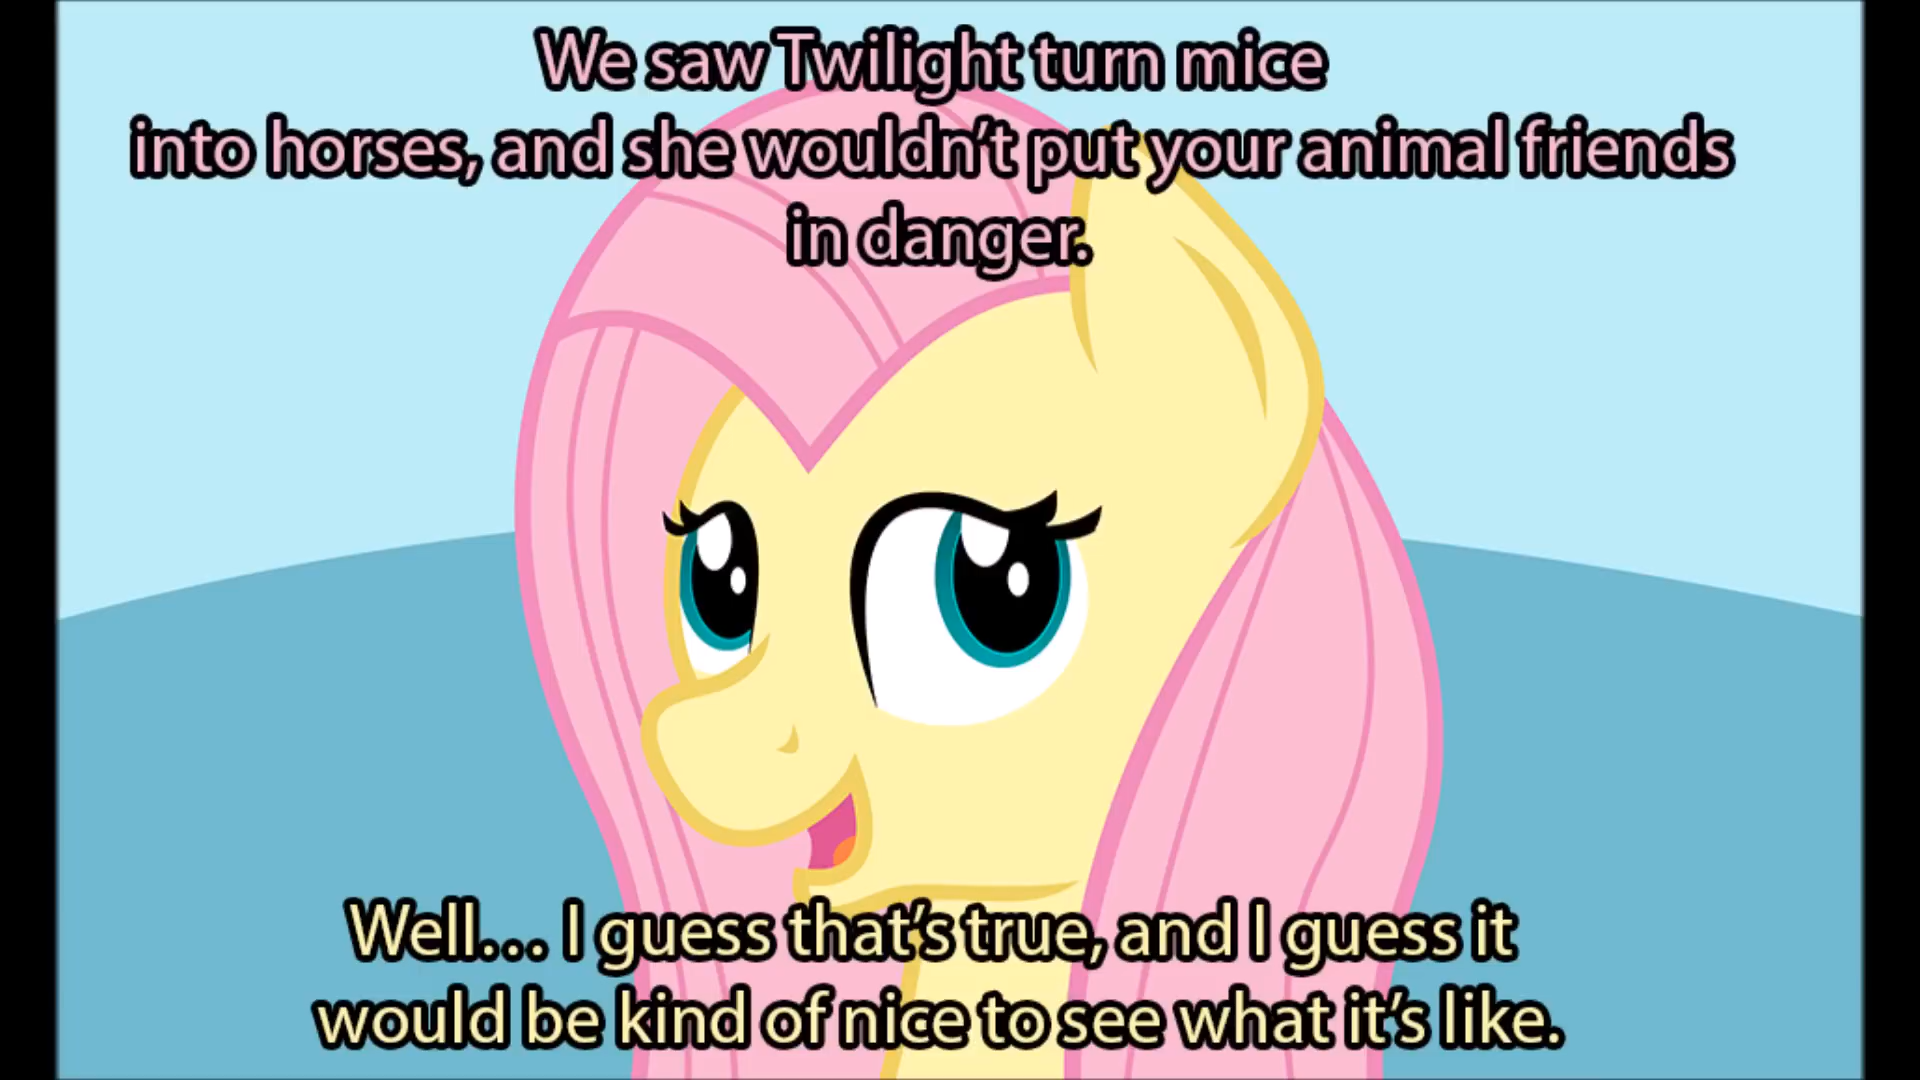 We saw Twilight turn mice
into horses, and she wouldn't put your animal friends
in danger.
Well... I guess that's true, and I guess it
would be kind of nice to see what it's like.